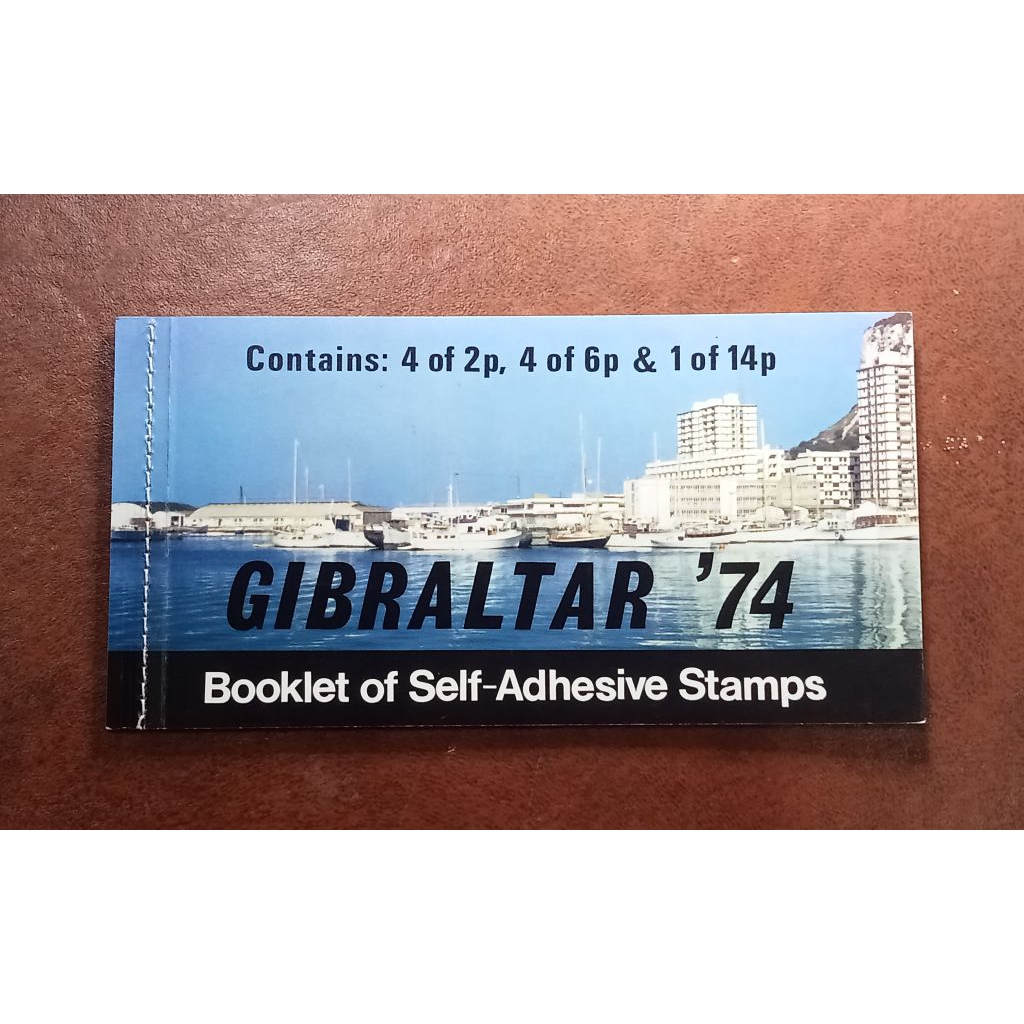 Contains: 4 of 2p, 4 of 6p & 1 of 14p
GIBRALTAR '74
Booklet of Self-Adhesive Stamps